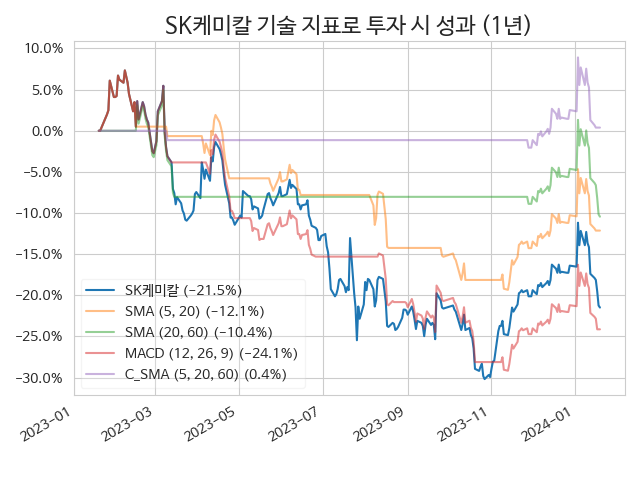 SK케미칼 기술 지표로 투자 시 성과 (1년)
10.0%
5.0%
0.0%
−5.0%
−10.0%
−15.0%
−20.0%
−25.0%
−30.0%
SK케미칼 (−21.5%)
SMA (5, 20) (−12.1%)
SMA (20, 60) (−10.4%)
MACD (12, 26, 9) (−24.1%)
C_SMA (5, 20, 60) (0.4%)
2023−01
2023−03
2023−05
2023−07
2023−09
2023−11
2024−01